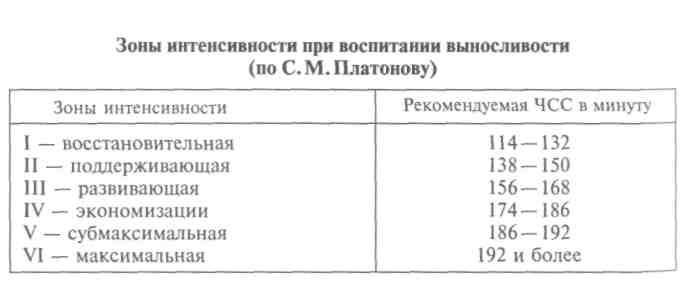 Зоны интенсивности при воспитании выносливости
(по С. М. Платонову)
Зоны интенсивности Рекомендуемая ЧСС в минуту
I — восстановительная 114—132
II — поддерживающая 138—150
III — развивающая 156—168
IV — экономизации 174—186
V — субмаксимальная 186—192
VI — максимальная 192 и более